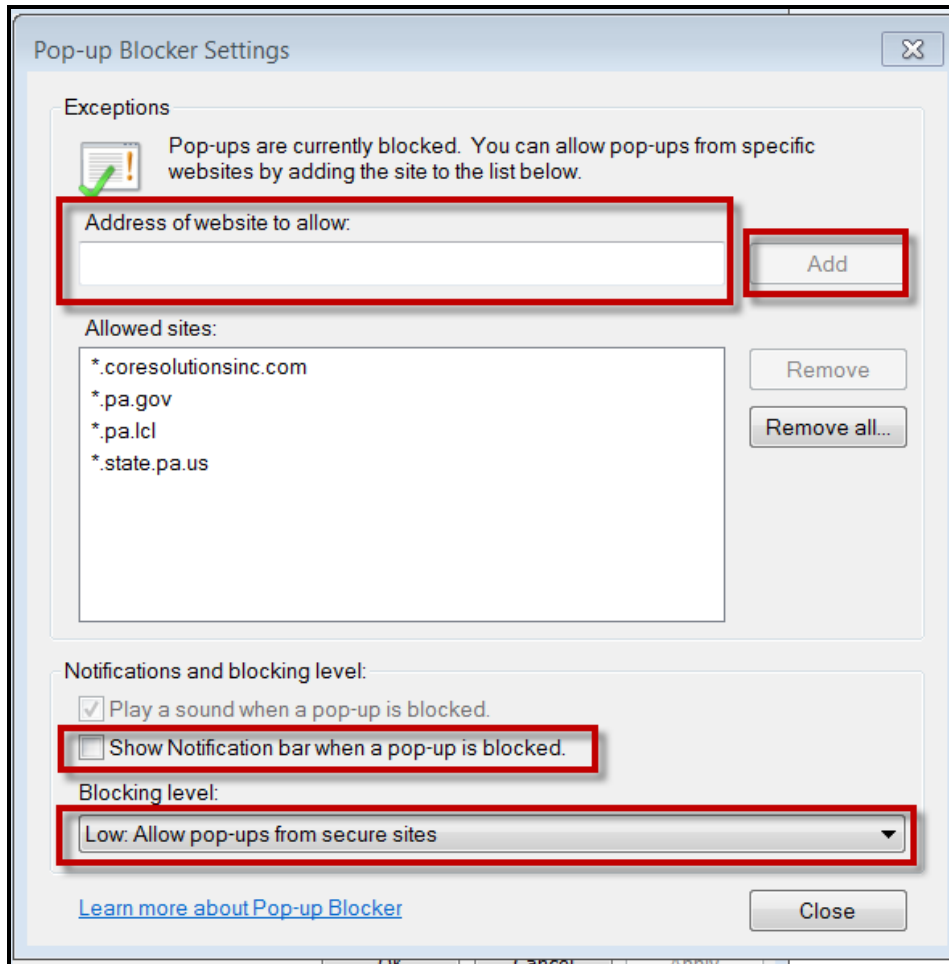 Pop-up Blocker Settings
Exceptions
Pop-ups are currently blocked. You can allow pop-ups from specific
websites by adding the site to the list below.
Address of website to allow:
Add
Allowed sites:
*.coresolutionsinc.com
*.pa.gov
*.pa.lcl
*.state.pa.us
Remove
Remove all...
Notifications and blocking level:
Play a sound when a pop-up is blocked.
Show Notification bar when a pop-up is blocked.
Blocking level:
Low: Allow pop-ups from secure sites
Learn more about Pop-up Blocker
Close